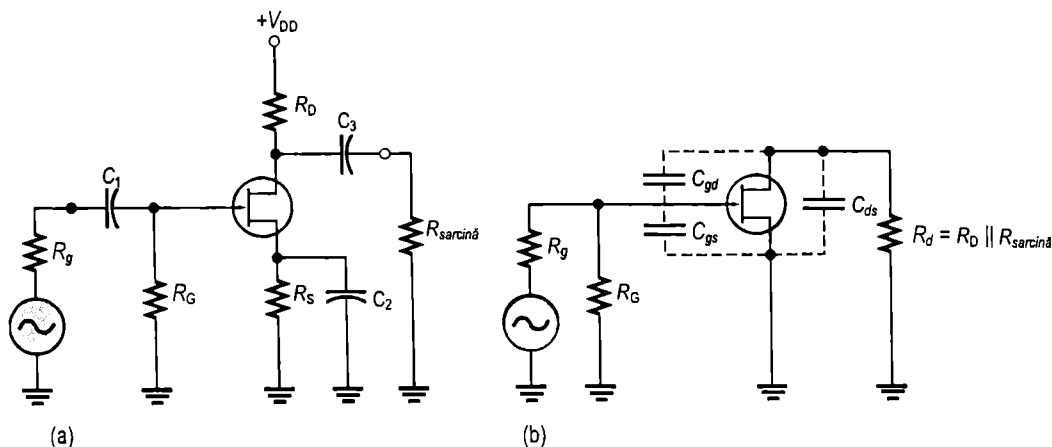 +V_DD
R_D
C_3
C_1
R_g
R_G
R_S
C_2
R_sarcină
(a)
C_gd
C_gs
C_ds
R_g
R_G
R_d = R_D || R_sarcină
(b)